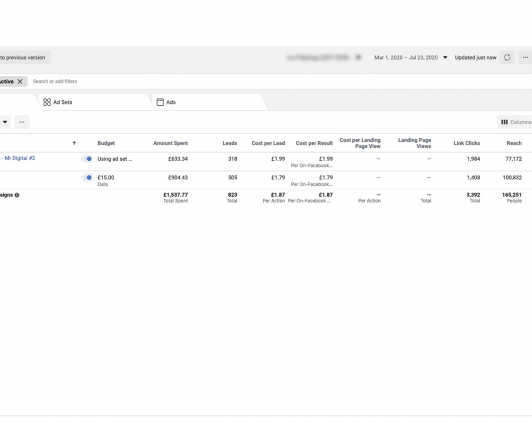 to previous version
Mar 1, 2020 – Jul 23, 2020
Updated just now
ctive ✕ Search or add filters
Ad Sets
Ads
Columns
Budget Amount Spent Leads Cost per Lead Cost per Result Cost per Landing Page View Landing Page Views Link Clicks Reach
- Mr Digital #2 Using ad set ... £633.34 318 £1.99 £1.99 — — 1,984 77,172
Per On-Facebook...
£15.00 £904.43 505 £1.79 £1.79 — — 1,408 100,832
Daily Per On-Facebook...
aigns £1,537.77 823 £1.87 £1.87 — — 3,392 165,251
Total Spent Total Per Action Per On-Facebook ... Per Action Total Total People